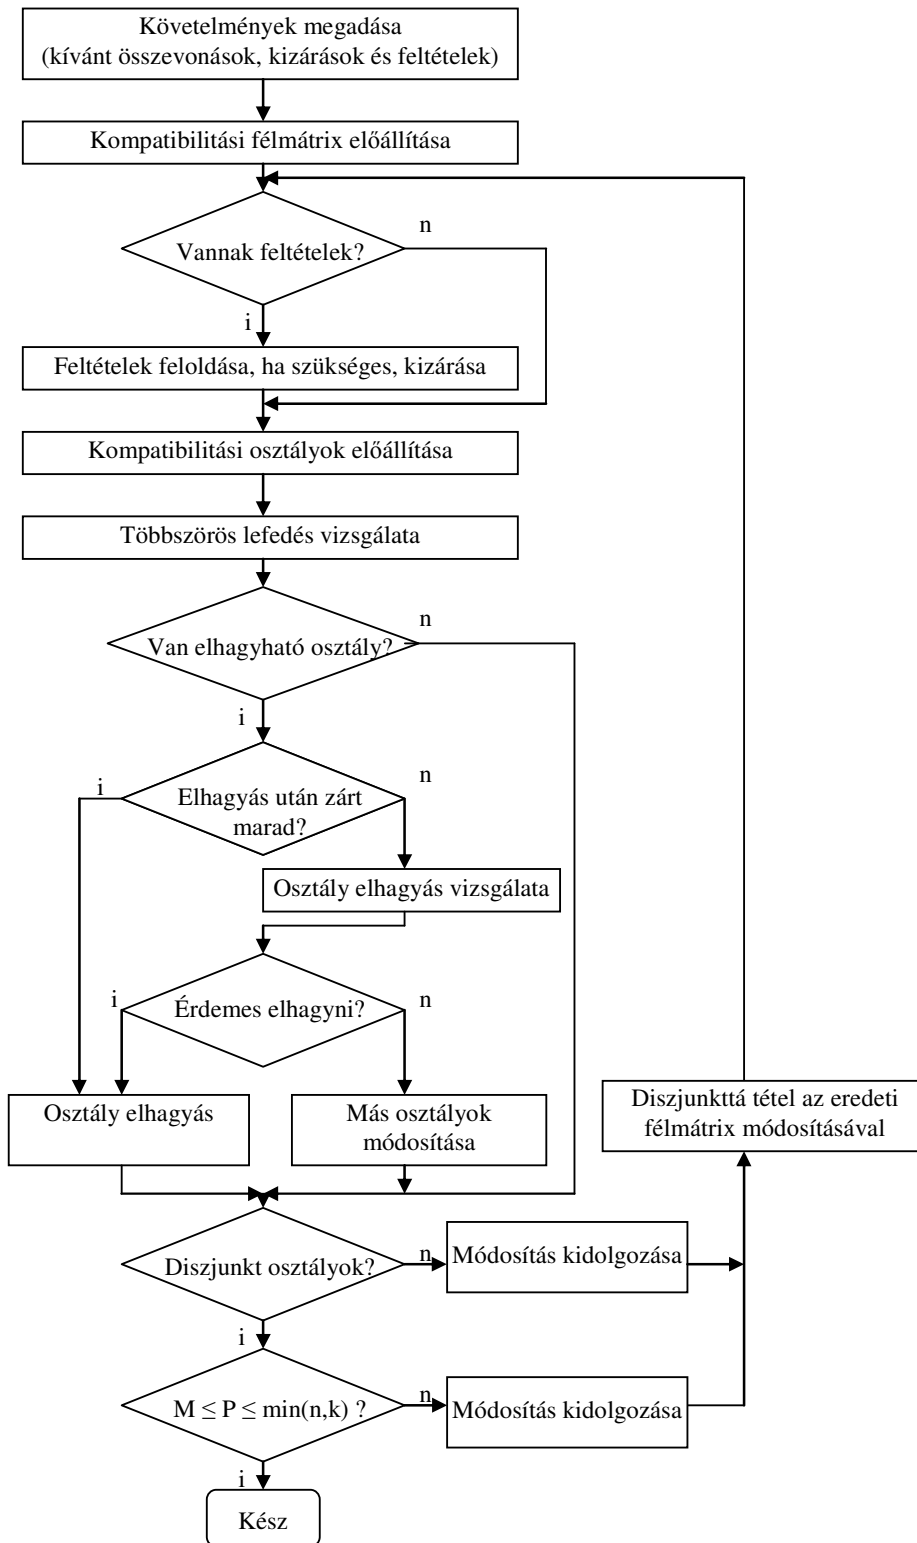 Követelmények megadása
(kívánt összevonások, kizárások és feltételek)
Kompatibilitási félmátrix előállítása
n
Vannak feltételek?
i
Feltételek feloldása, ha szükséges, kizárása
Kompatibilitási osztályok előállítása
Többszörös lefedés vizsgálata
n
Van elhagyható osztály?
i
i
n
Elhagyás után zárt
marad?
Osztály elhagyás vizsgálata
i
n
Érdemes elhagyni?
Osztály elhagyás
Más osztályok
módosítása
Diszjunkttá tétel az eredeti
félmátrix módosításával
Diszjunkt osztályok?
n
Módosítás kidolgozása
i
M ≤ P ≤ min(n,k) ?
n
Módosítás kidolgozása
i
Kész